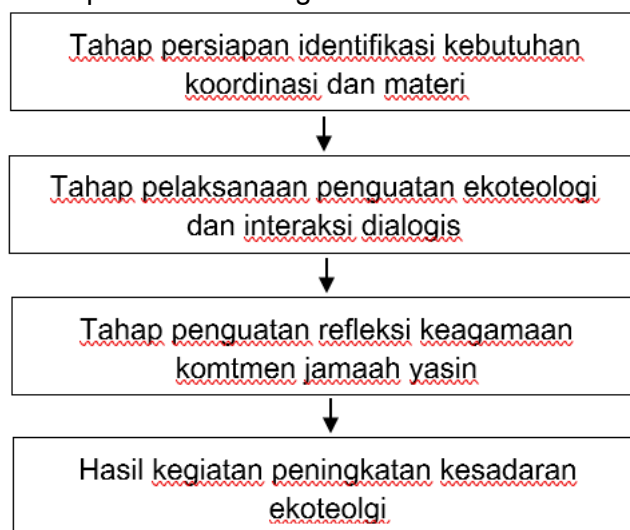 Tahap persiapan identifikasi kebutuhan
koordinasi dan materi
Tahap pelaksanaan penguatan ekoteologi
dan interaksi dialogis
Tahap penguatan refleksi keagamaan
komtmen jamaah yasin
Hasil kegiatan peningkatan kesadaran
ekoteolgi